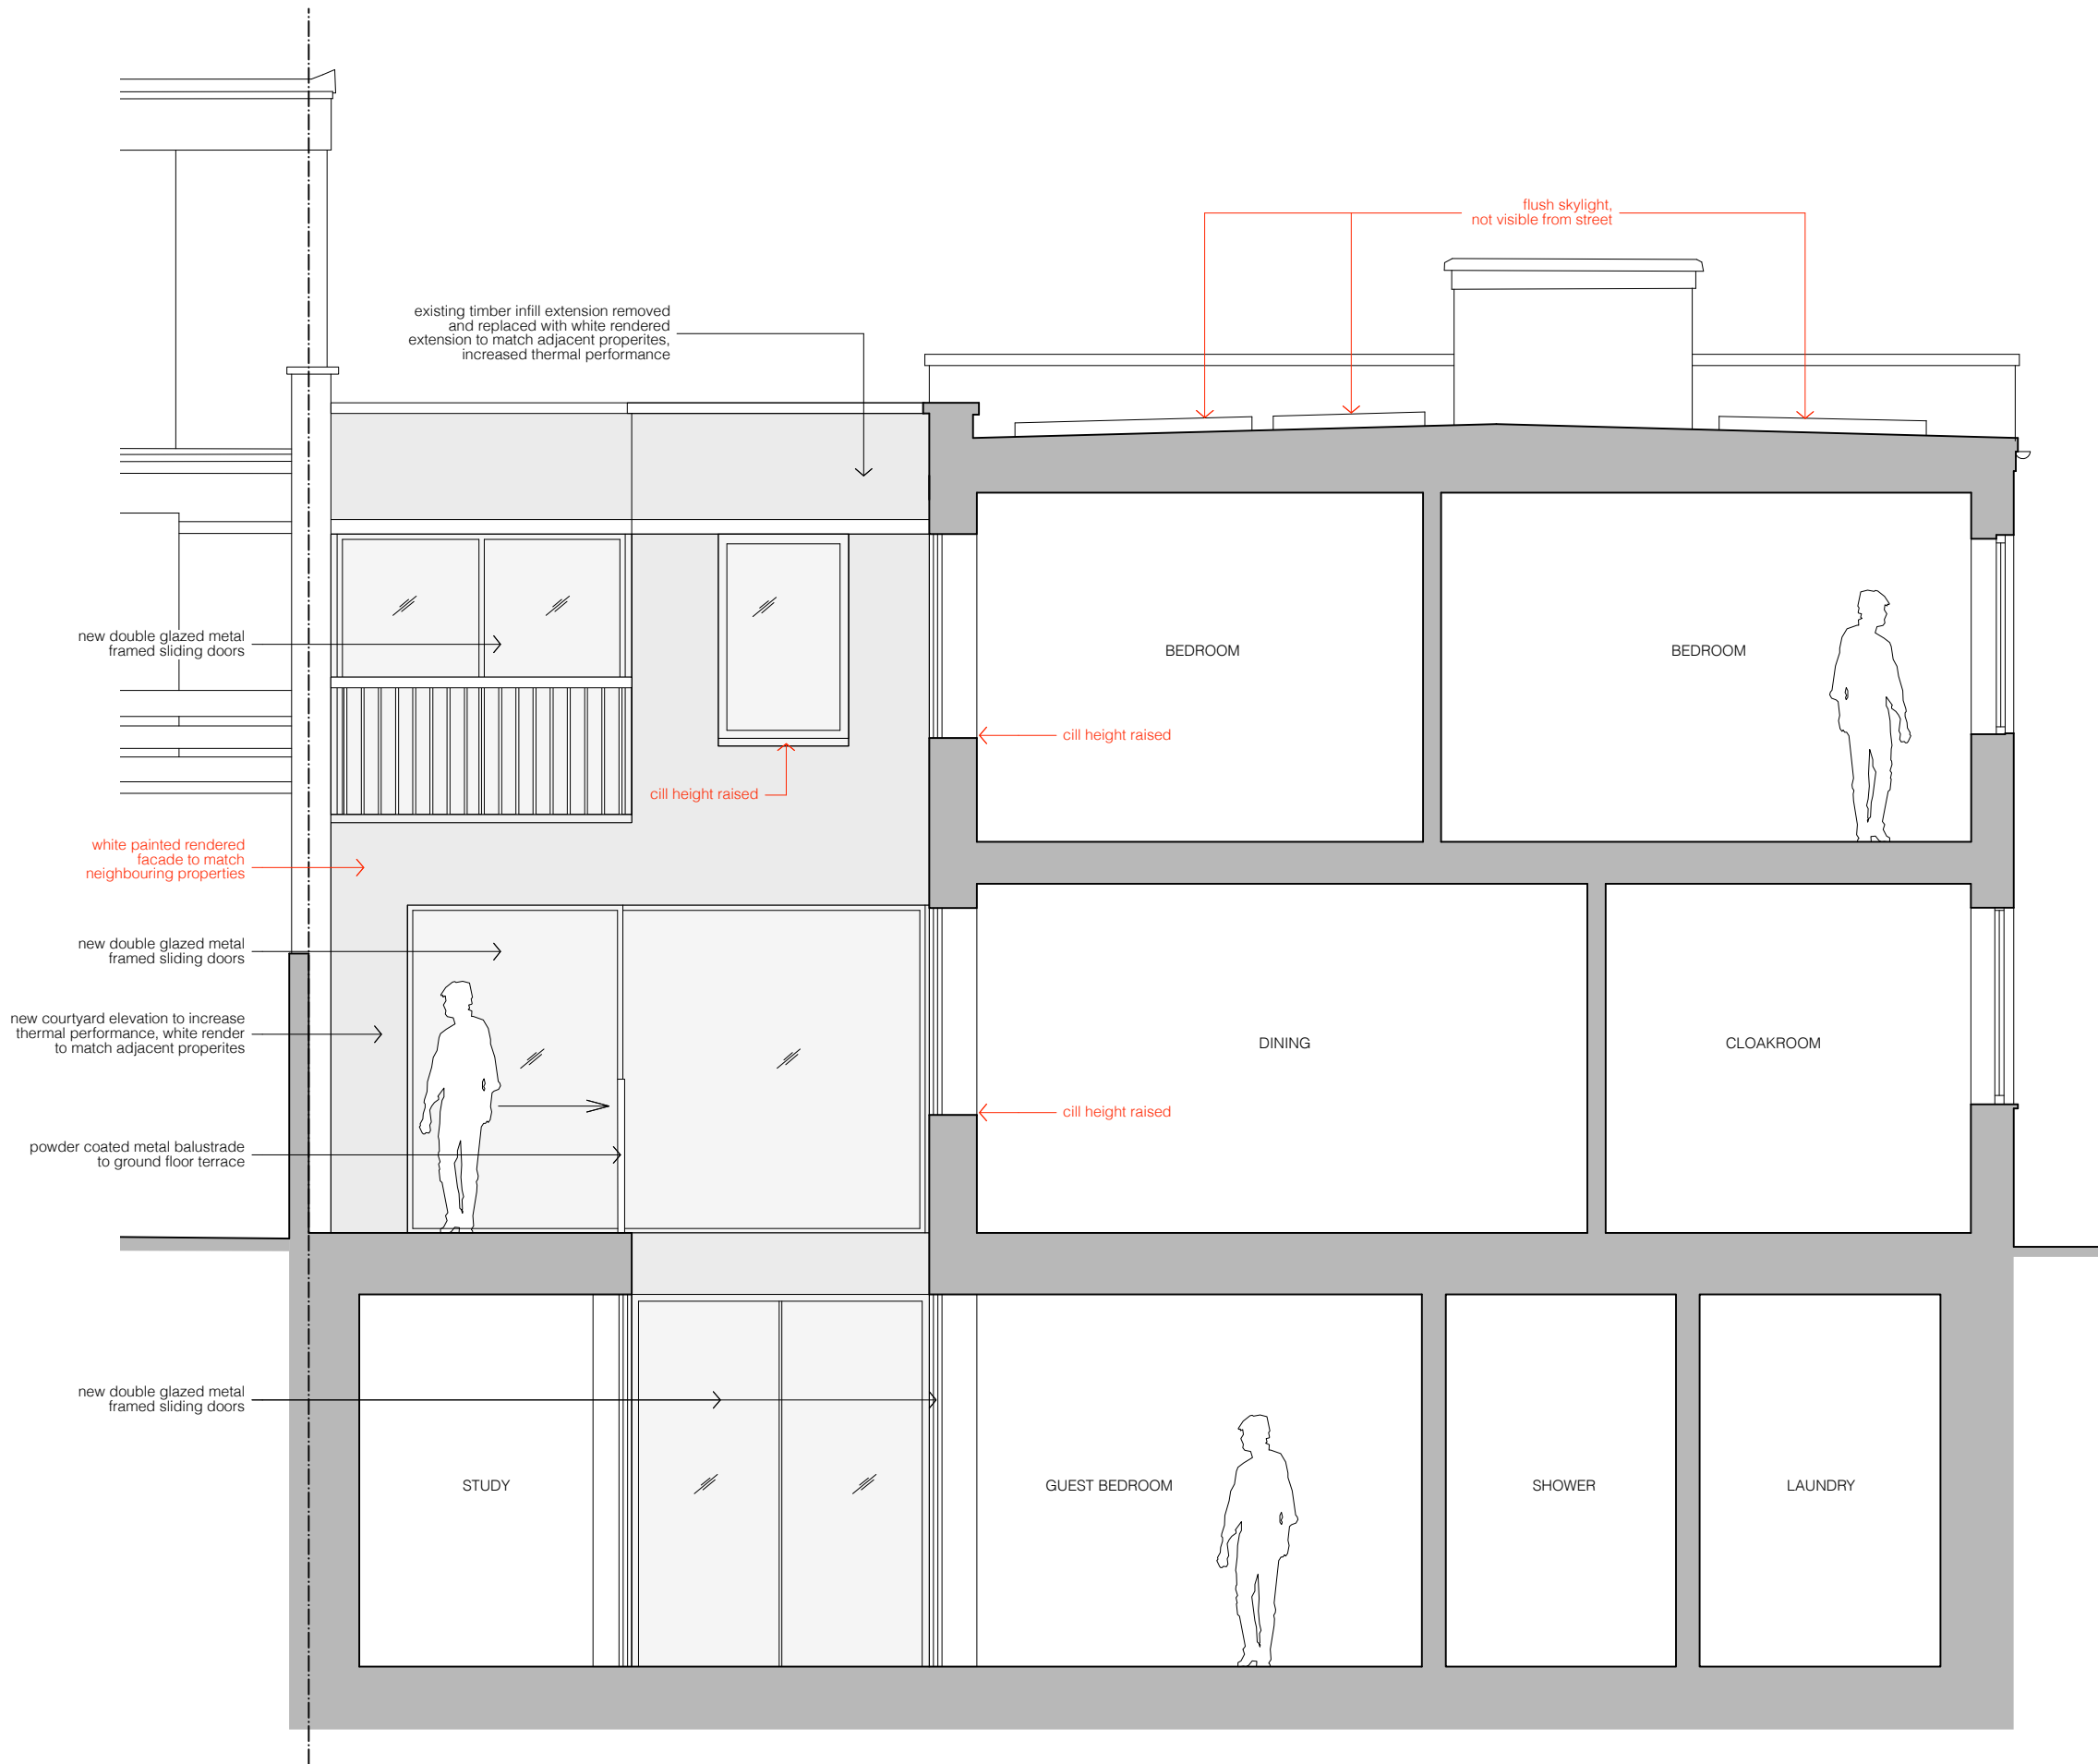 flush skylight,
not visible from street
existing timber infill extension removed
and replaced with white rendered
extension to match adjacent properites,
increased thermal performance
new double glazed metal
framed sliding doors
BEDROOM
BEDROOM
cill height raised
cill height raised
white painted rendered
facade to match
neighbouring properties
new double glazed metal
framed sliding doors
new courtyard elevation to increase
thermal performance, white render
to match adjacent properites
DINING
CLOAKROOM
cill height raised
powder coated metal balustrade
to ground floor terrace
new double glazed metal
framed sliding doors
STUDY
GUEST BEDROOM
SHOWER
LAUNDRY